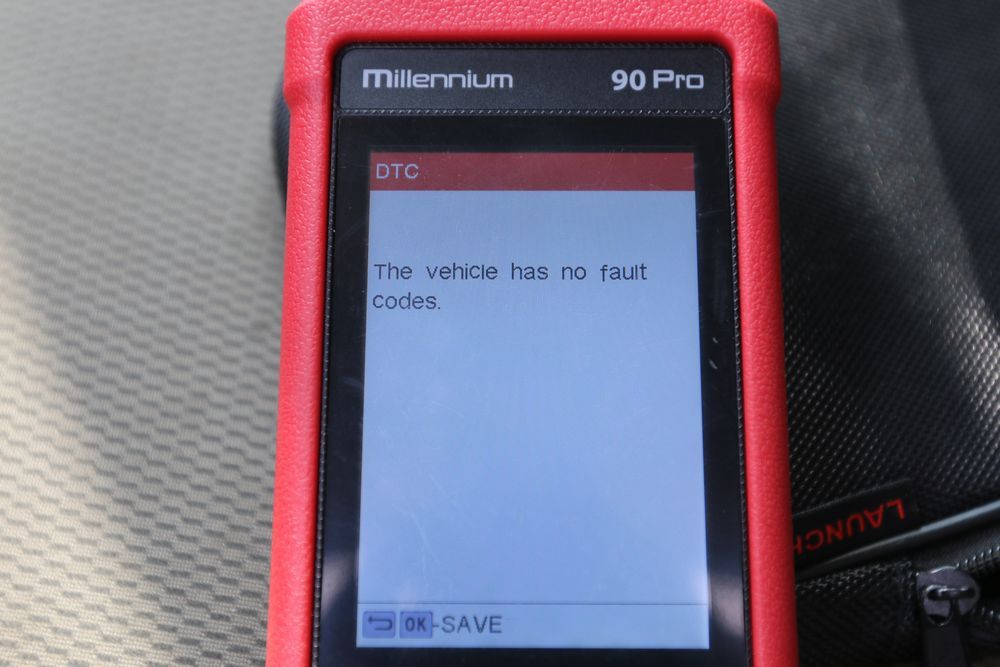 Millennium 90 Pro
DTC
The vehicle has no fault
codes.
OK-SAVE
LAUNCH